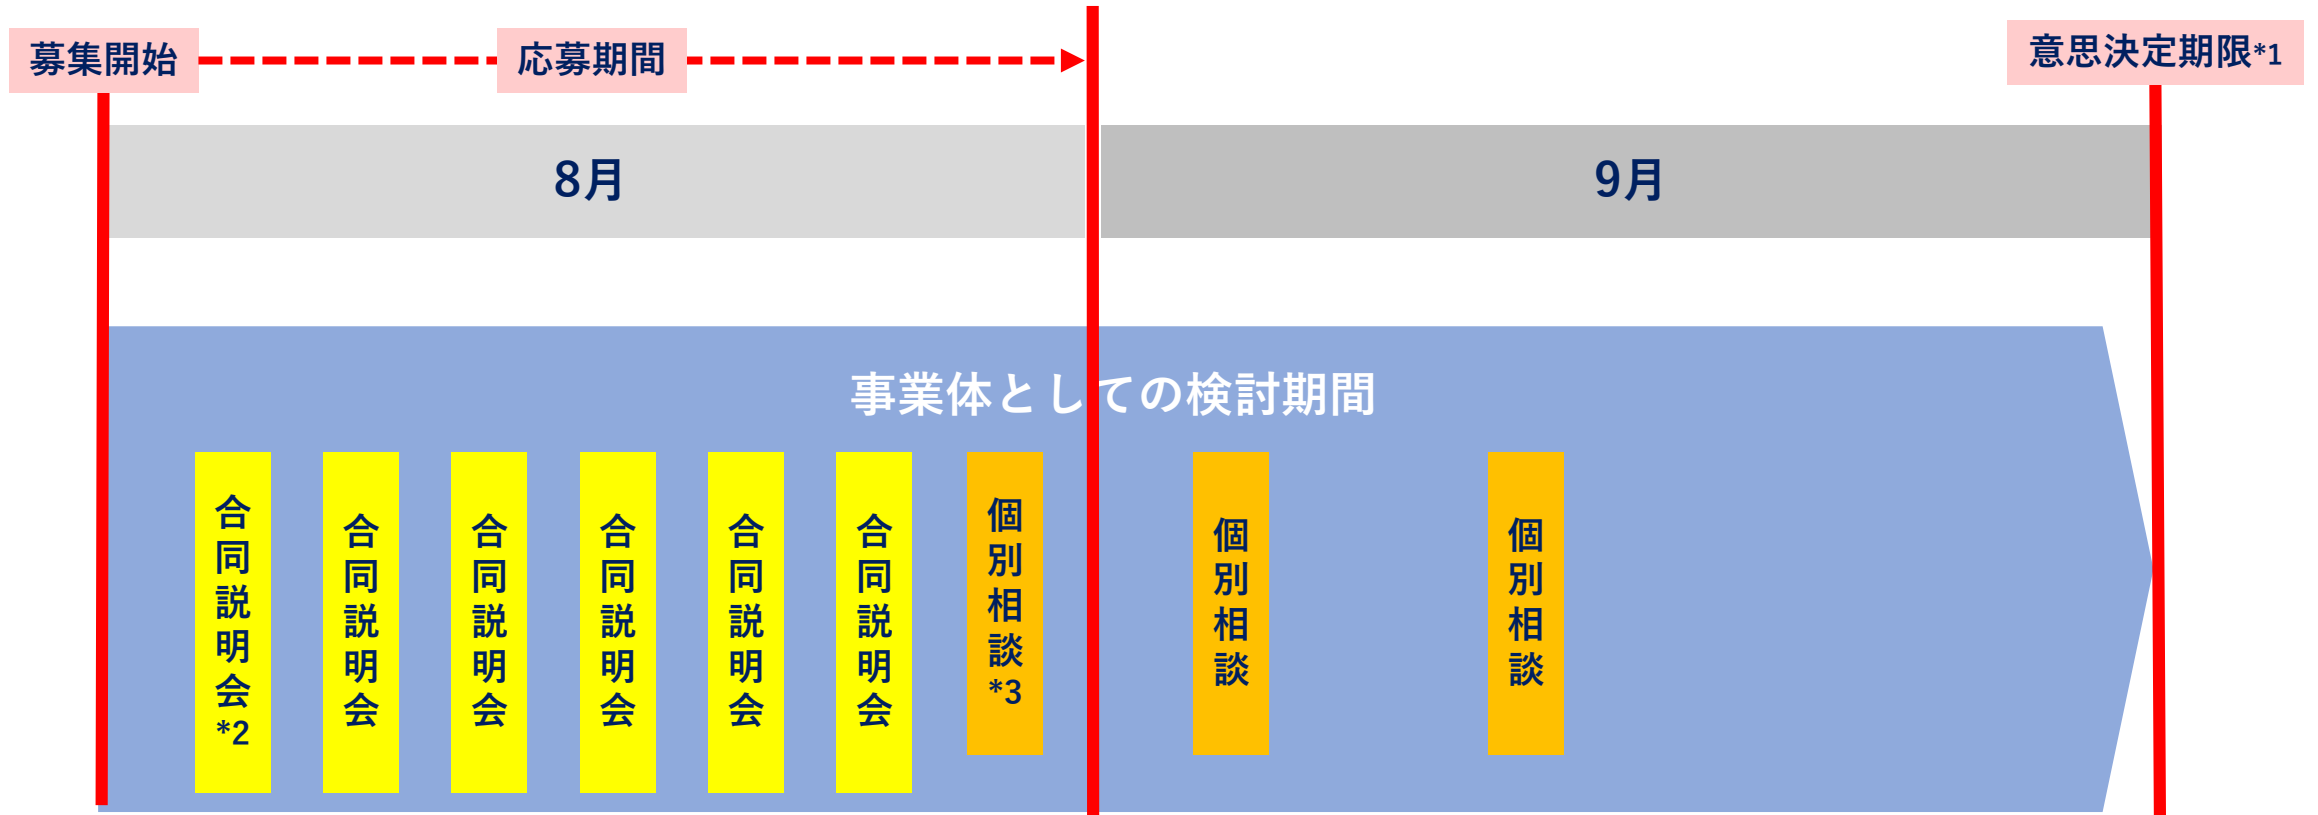 募集開始
応募期間
意思決定期限*1
8月
9月
事業体としての検討期間
合同説明会*2
合同説明会
合同説明会
合同説明会
合同説明会
合同説明会
個別相談*3
個別相談
個別相談